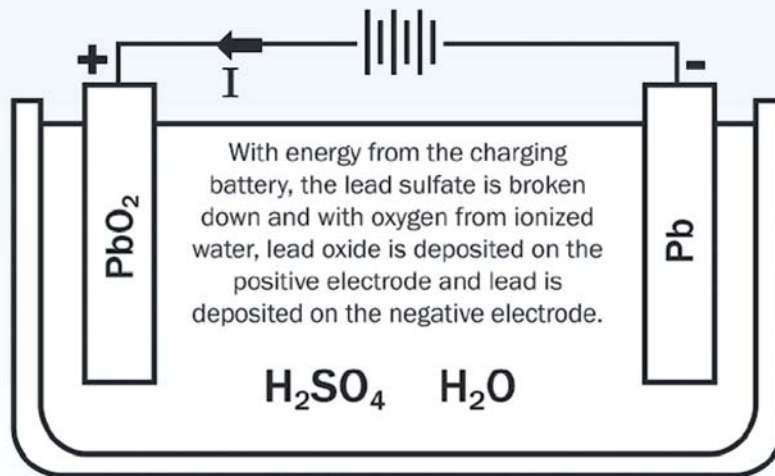 + -
I
With energy from the charging
battery, the lead sulfate is broken
down and with oxygen from ionized
water, lead oxide is deposited on the
positive electrode and lead is
deposited on the negative electrode.
PbO₂
Pb
H₂SO₄ H₂O